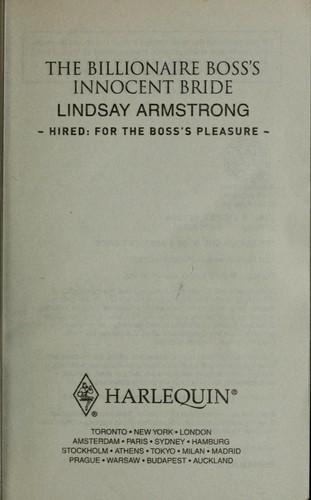 THE BILLIONAIRE BOSS'S
INNOCENT BRIDE
LINDSAY ARMSTRONG
~ HIRED: FOR THE BOSS'S PLEASURE ~
HARLEQUIN®
®
TORONTO • NEW YORK • LONDON
AMSTERDAM • PARIS • SYDNEY • HAMBURG
STOCKHOLM • ATHENS • TOKYO • MILAN • MADRID
PRAGUE • WARSAW • BUDAPEST • AUCKLAND